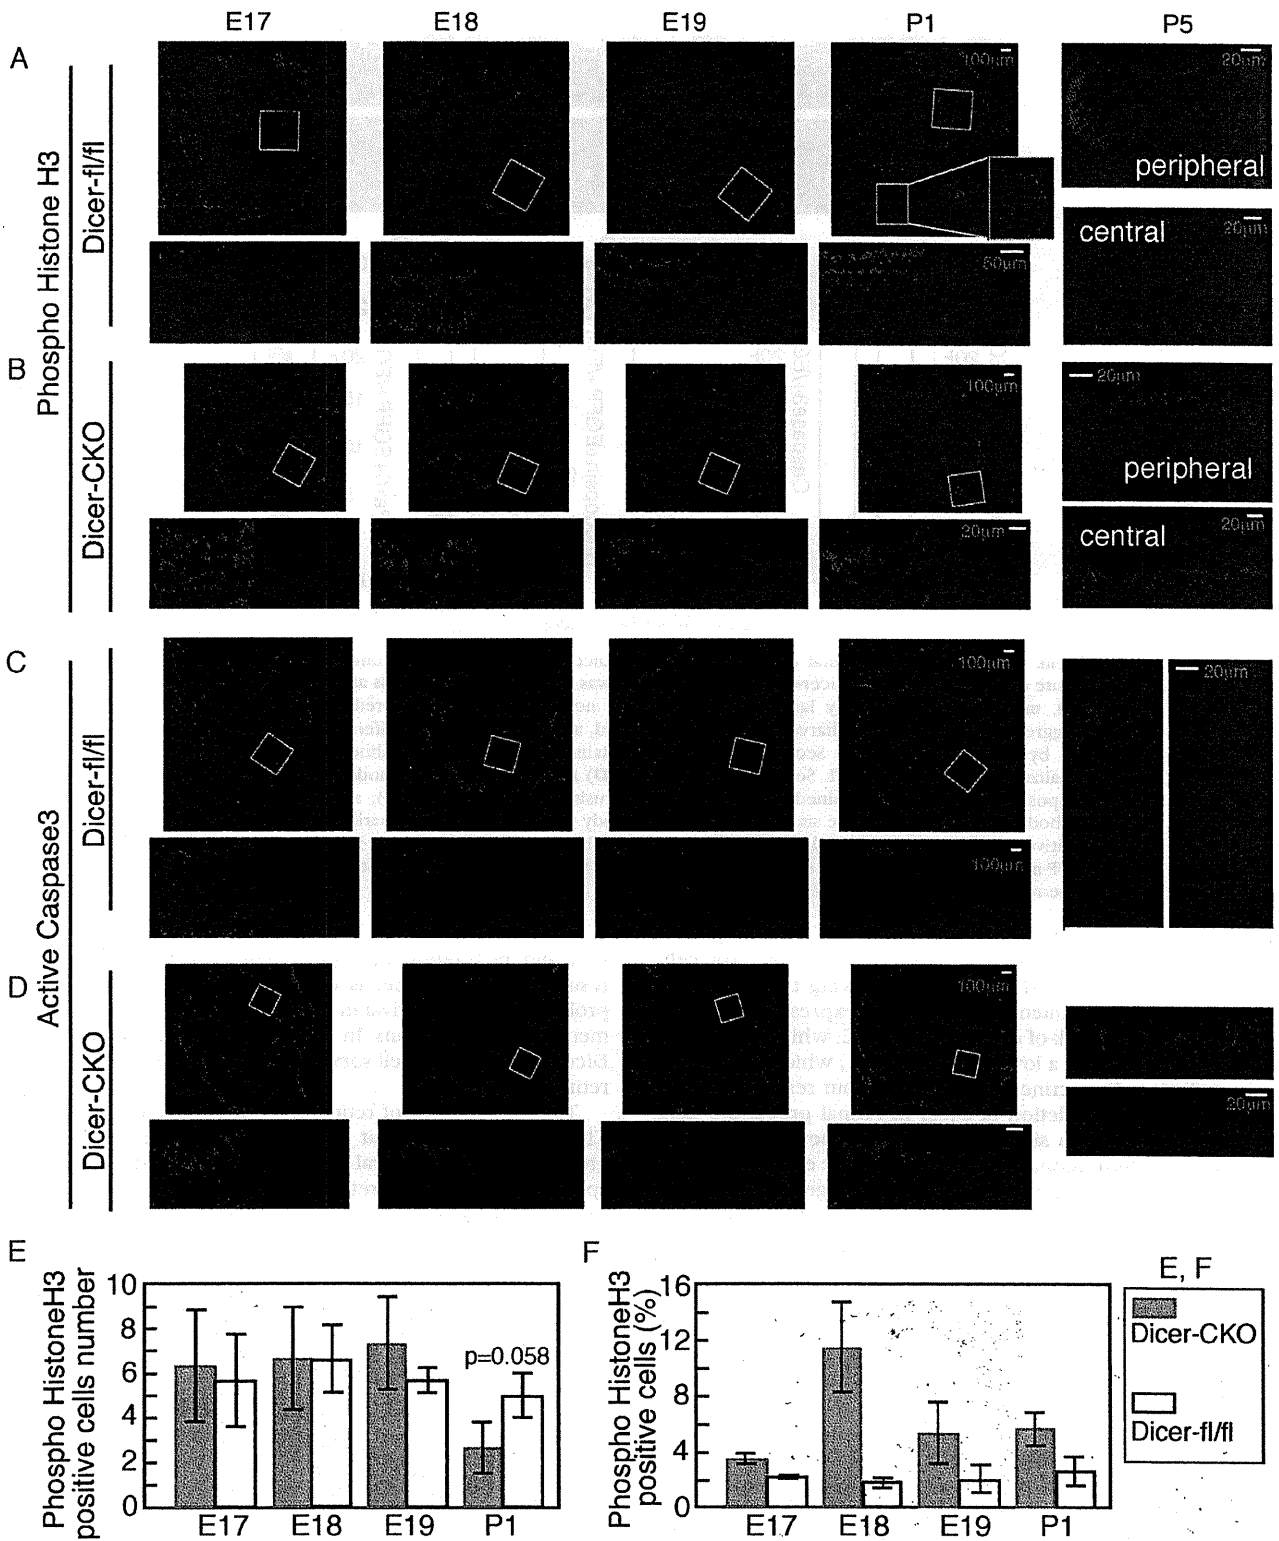 E17 E18 E19 P1 P5
A
Phospho Histone H3
Dicer-fl/fl
100µm
20µm
peripheral
central
20µm
50µm
B
Dicer-CKO
100µm
20µm
peripheral
20µm
central
20µm
C
Active Caspase3
Dicer-fl/fl
100µm
20µm
100µm
D
Dicer-CKO
100µm
20µm
E
Phospho HistoneH3
positive cells number
10
8
6
4
2
0
p=0.058
E17 E18 E19 P1
F
Phospho HistoneH3
positive cells (%)
16
12
8
4
0
E17 E18 E19 P1
E, F
Dicer-CKO
Dicer-fl/fl